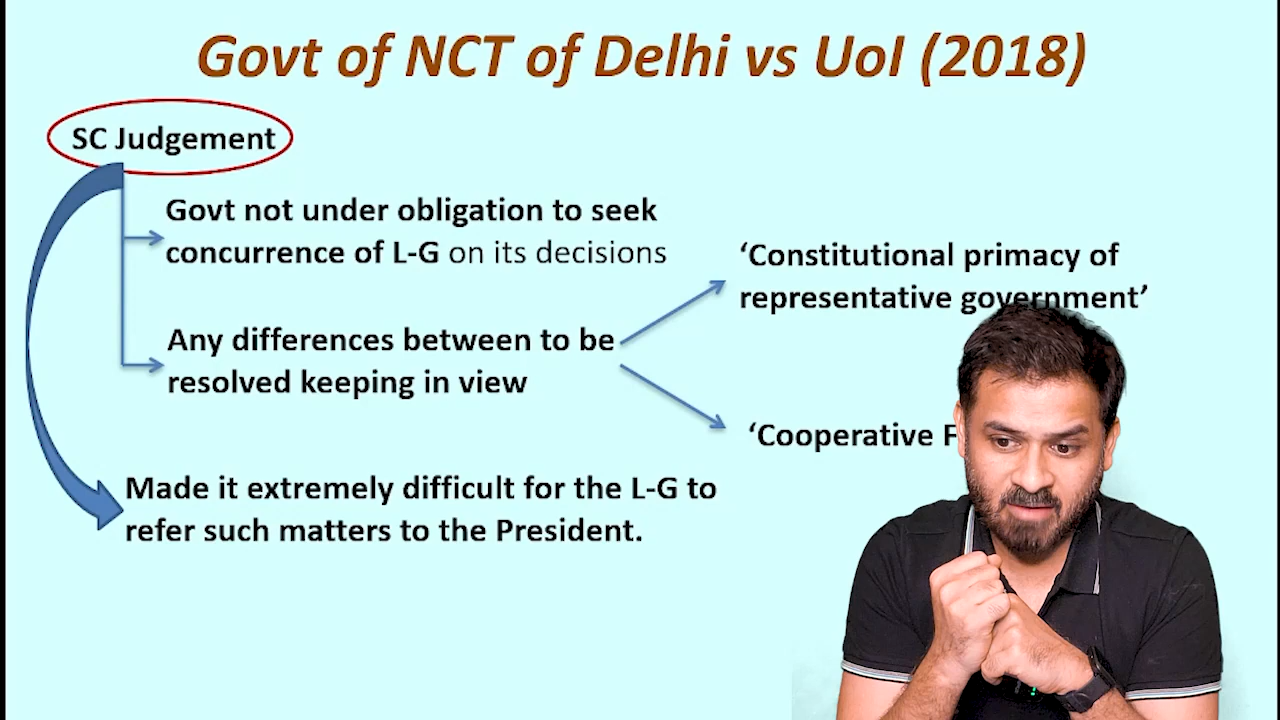 Govt of NCT of Delhi vs UoI (2018)
SC Judgement
Govt not under obligation to seek
concurrence of L-G on its decisions
‘Constitutional primacy of
representative government’
Any differences between to be
resolved keeping in view
‘Cooperative
Made it extremely difficult for the L-G to
refer such matters to the President.